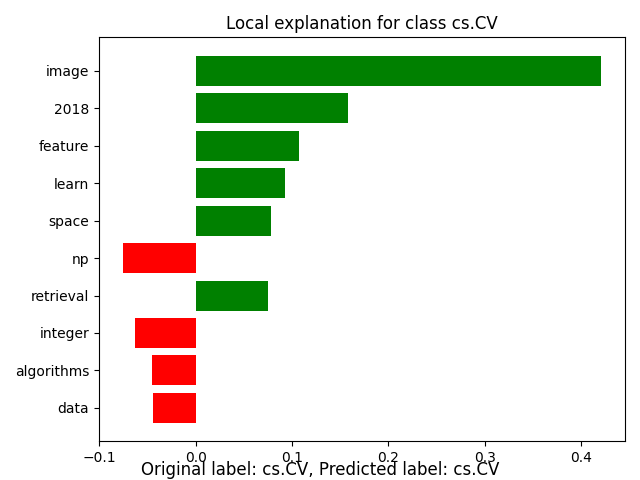 Local explanation for class cs.CV
image
2018
feature
learn
space
np
retrieval
integer
algorithms
data
−0.1 0.0 0.1 0.2 0.3 0.4
Original label: cs.CV, Predicted label: cs.CV